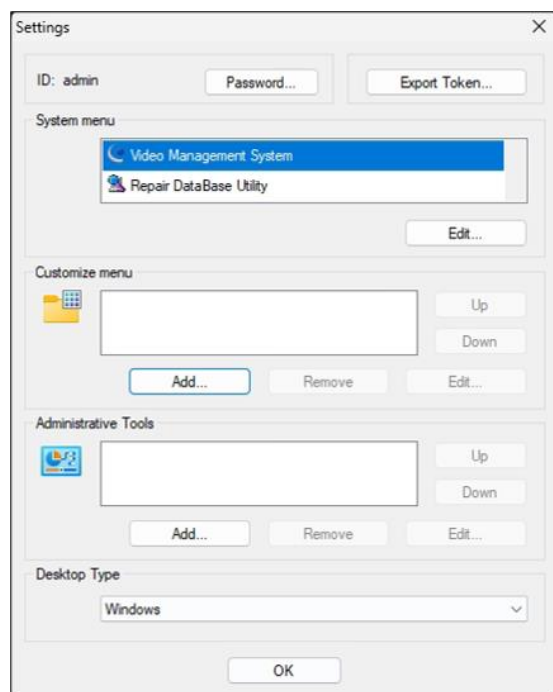 Settings
ID: admin Password... Export Token...
System menu
Video Management System
Repair DataBase Utility
Edit...
Customize menu
Up
Down
Add... Remove Edit...
Administrative Tools
Up
Down
Add... Remove Edit...
Desktop Type
Windows
OK